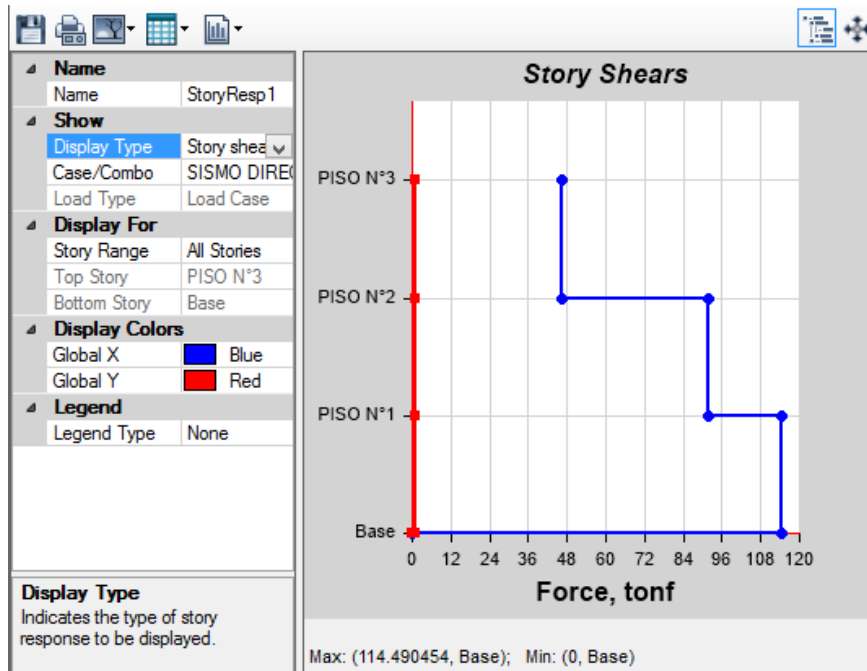 Name
Name StoryResp1
Show
Display Type Story shea
Case/Combo SISMO DIREC
Load Type Load Case
Display For
Story Range All Stories
Top Story PISO N°3
Bottom Story Base
Display Colors
Global X Blue
Global Y Red
Legend
Legend Type None
Display Type
Indicates the type of story
response to be displayed.
Story Shears
PISO N°3
PISO N°2
PISO N°1
Base
0 12 24 36 48 60 72 84 96 108 120
Force, tonf
Max: (114.490454, Base); Min: (0, Base)